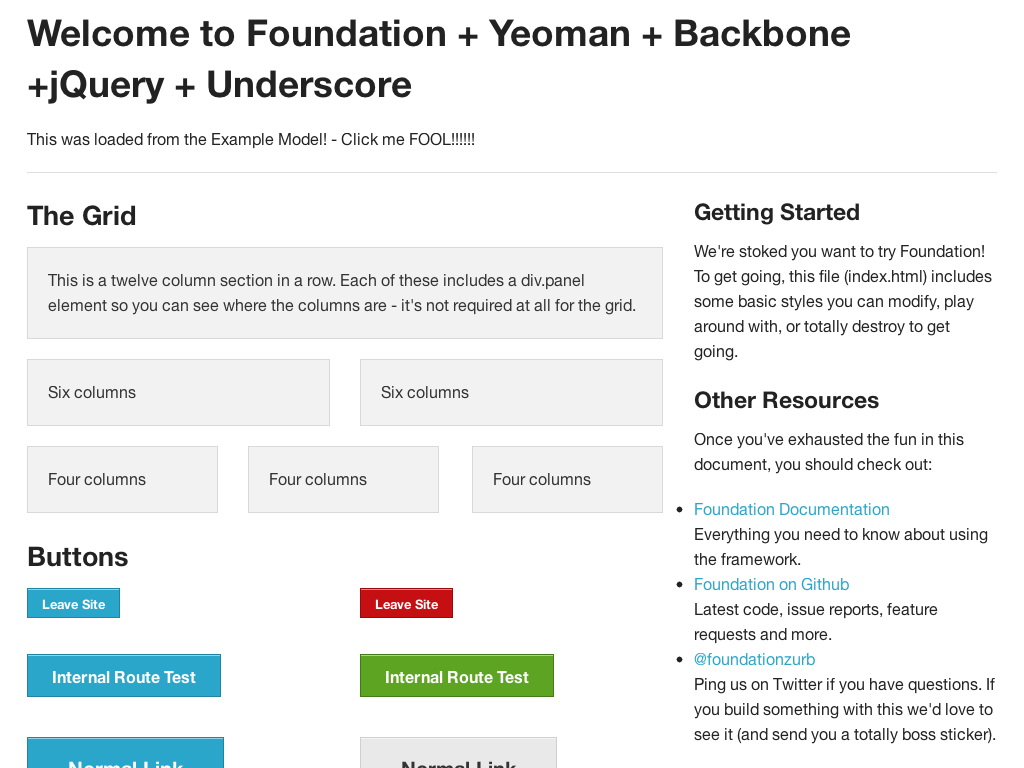 Welcome to Foundation + Yeoman + Backbone
+jQuery + Underscore
This was loaded from the Example Model! - Click me FOOL!!!!!!
The Grid
This is a twelve column section in a row. Each of these includes a div.panel
element so you can see where the columns are - it's not required at all for the grid.
Six columns
Six columns
Four columns
Four columns
Four columns
Buttons
Leave Site
Leave Site
Internal Route Test
Internal Route Test
Normal Link
Normal Link
Getting Started
We're stoked you want to try Foundation!
To get going, this file (index.html) includes
some basic styles you can modify, play
around with, or totally destroy to get
going.
Other Resources
Once you've exhausted the fun in this
document, you should check out:
Foundation Documentation
Everything you need to know about using
the framework.
Foundation on Github
Latest code, issue reports, feature
requests and more.
@foundationzurb
Ping us on Twitter if you have questions. If
you build something with this we'd love to
see it (and send you a totally boss sticker).